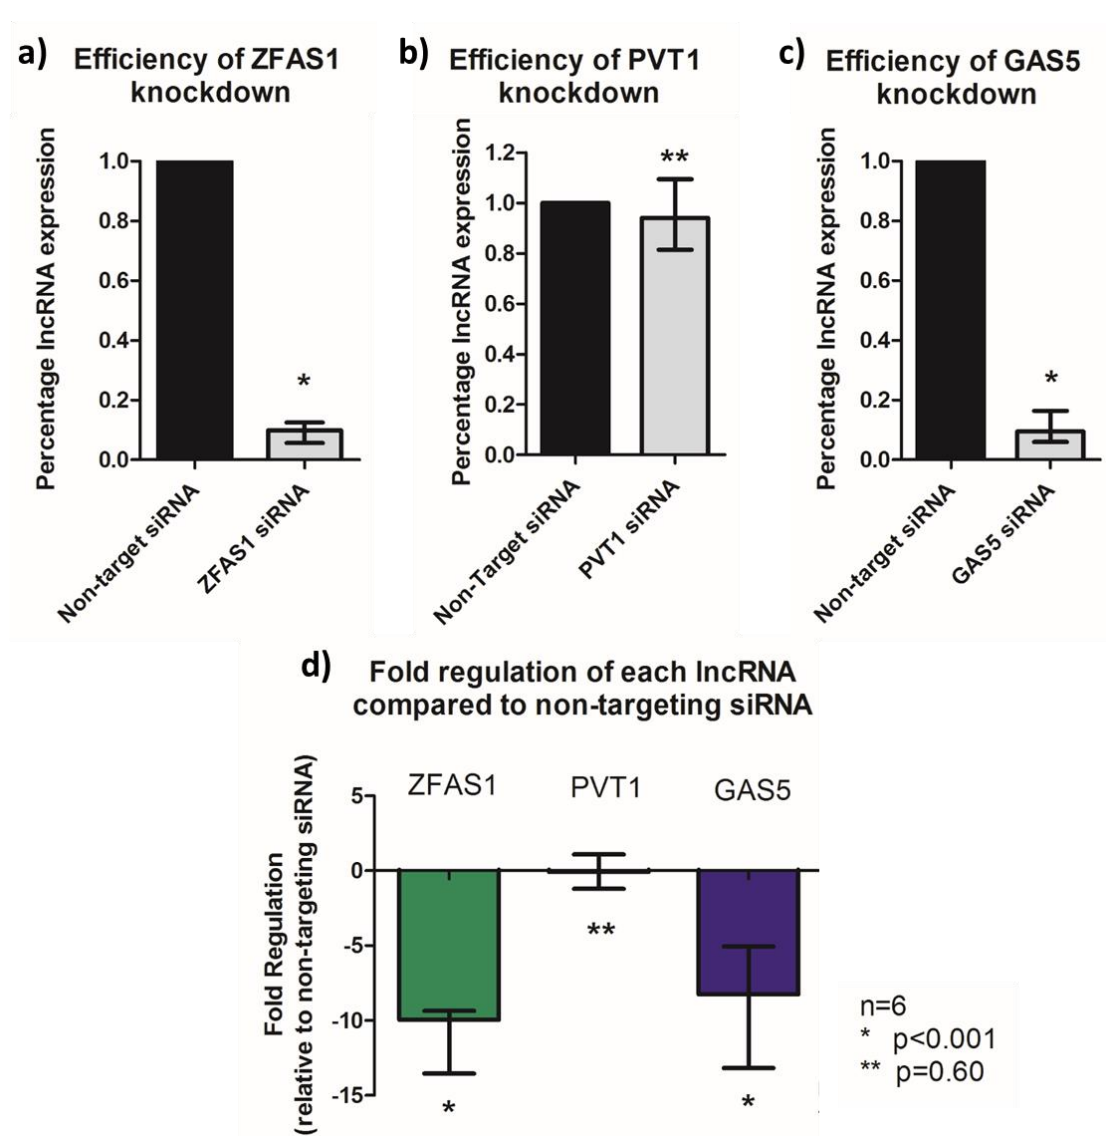 a) Efficiency of ZFAS1
knockdown
Percentage lncRNA expression
1.0
0.8
0.6
0.4
0.2
0.0
*
Non-target siRNA
ZFAS1 siRNA
b) Efficiency of PVT1
knockdown
Percentage lncRNA expression
1.2
1.0
0.8
0.6
0.4
0.2
0.0
**
Non-Target siRNA
PVT1 siRNA
c) Efficiency of GAS5
knockdown
Percentage lncRNA expression
1.0
0.8
0.6
0.4
0.2
0.0
*
Non-target siRNA
GAS5 siRNA
d) Fold regulation of each lncRNA
compared to non-targeting siRNA
Fold Regulation
(relative to non-targeting siRNA)
ZFAS1 PVT1 GAS5
5
0
-5
-10
-15
*
**
*
n=6
* p<0.001
** p=0.60